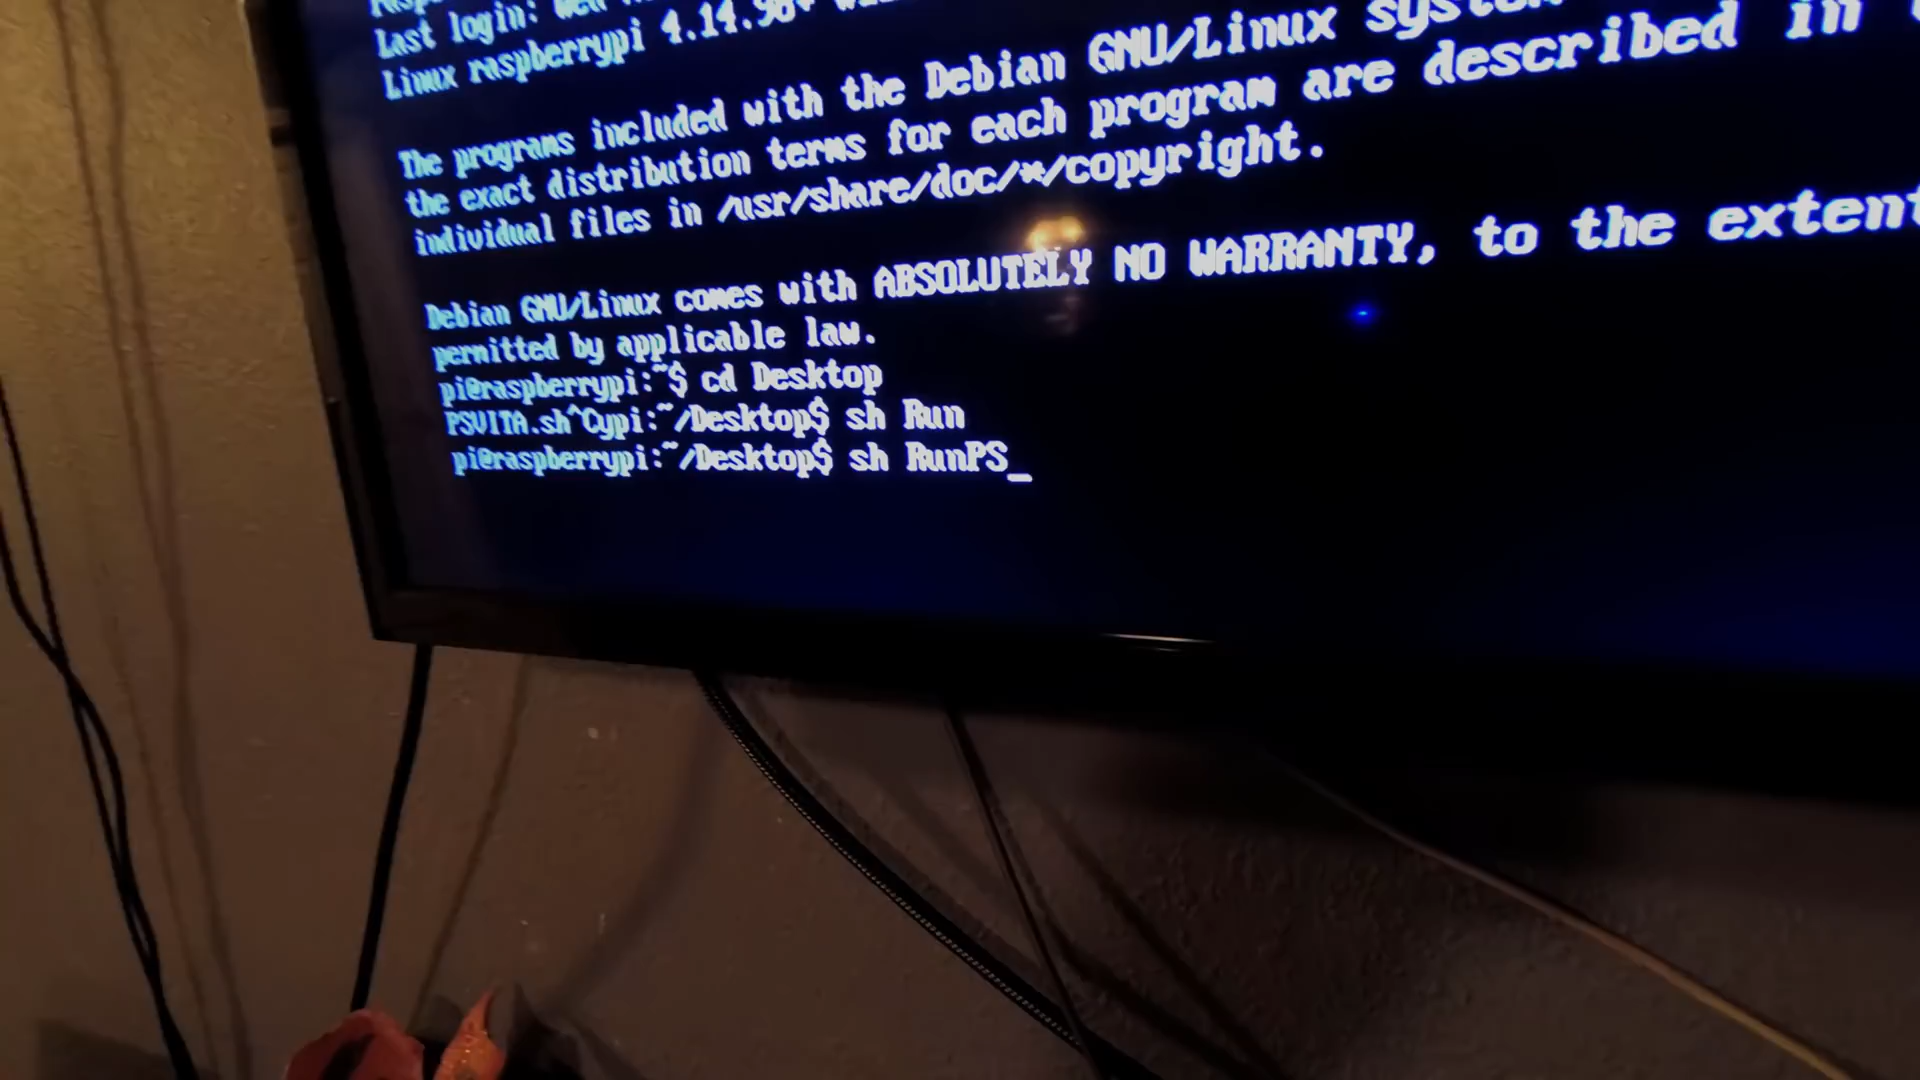 Last login:
Linux raspberrypi 4.14.98+
The programs included with the Debian GNU/Linux system
the exact distribution terms for each program are described in
individual files in /usr/share/doc/*/copyright.
Debian GNU/Linux comes with ABSOLUTELY NO WARRANTY, to the extent
permitted by applicable law.
pi@raspberrypi:~$ cd Desktop
PSVITA.sh^Cypi:~/Desktop$ sh Run
pi@raspberrypi:~/Desktop$ sh RunPS_